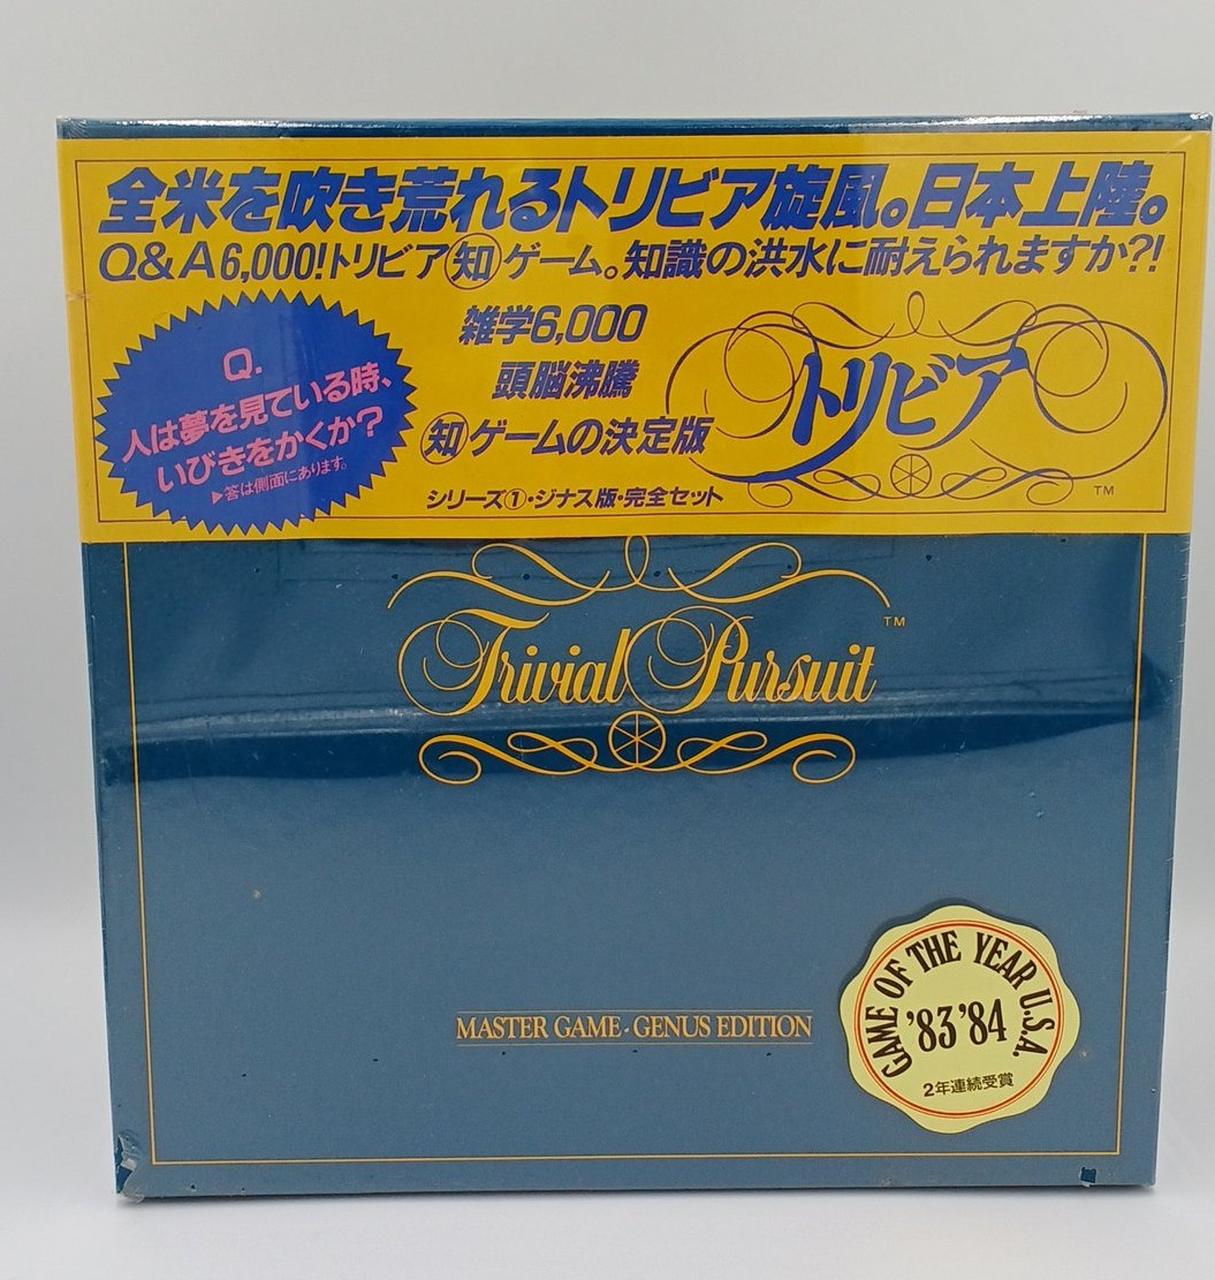 全米を吹き荒れるトリビア旋風。日本上陸。
Q&A6,000!トリビア知ゲーム。知識の洪水に耐えられますか?!
Q.
人は夢を見ている時、
いびきをかくか?
▶答は側面にあります。
雑学6,000
頭脳沸騰
知ゲームの決定版
シリーズ①・ジナス版・完全セット
トリビア
TM
Trivial Pursuit
TM
MASTER GAME・GENUS EDITION
GAME OF THE YEAR U.S.A.
'83 '84
2年連続受賞